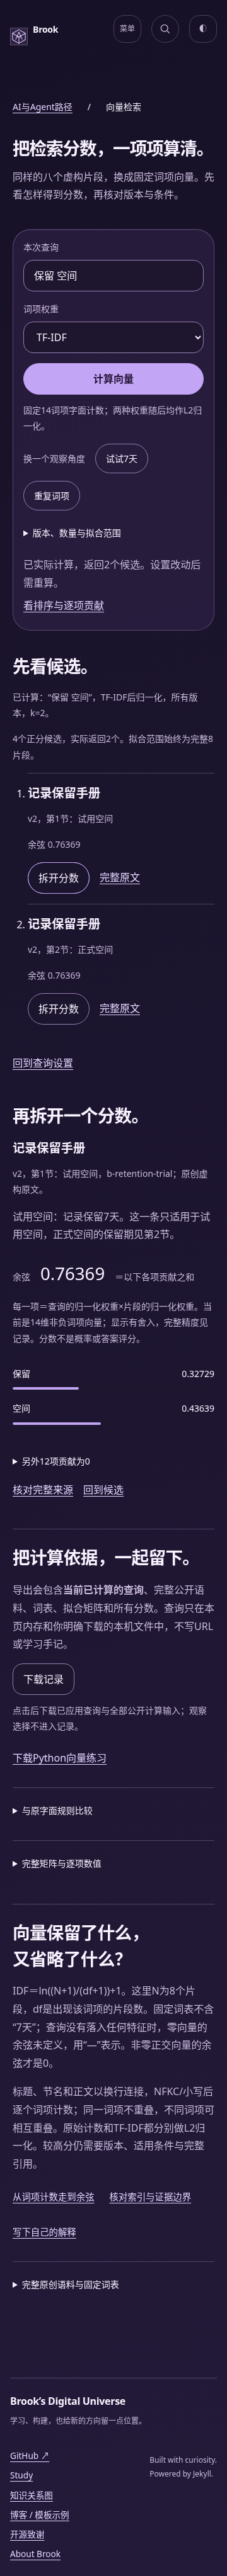 Brook
菜单
AI与Agent路径 / 向量检索
把检索分数，一项项算清。
同样的八个虚构片段，换成固定词项向量。先
看怎样得到分数，再核对版本与条件。
本次查询
保留 空间
词项权重
TF-IDF
计算向量
固定14词项字面计数；两种权重随后均作L2归
一化。
换一个观察角度 试试7天
重复词项
版本、数量与拟合范围
已实际计算，返回2个候选。设置改动后
需重算。
看排序与逐项贡献
先看候选。
已计算：“保留 空间”，TF-IDF后归一化，所有版
本，k=2。
4个正分候选，实际返回2个。拟合范围始终为完整8
片段。
1. 记录保留手册
v2，第1节：试用空间
余弦 0.76369
拆开分数 完整原文
2. 记录保留手册
v2，第2节：正式空间
余弦 0.76369
拆开分数 完整原文
回到查询设置
再拆开一个分数。
记录保留手册
v2，第1节：试用空间，b-retention-trial；原创虚
构原文。
试用空间：记录保留7天。这一条只适用于试
用空间，正式空间的保留期见第2节。
余弦 0.76369 ＝以下各项贡献之和
每一项＝查询的归一化权重×片段的归一化权重。当
前是14维非负词项向量；显示有舍入，完整精度见
记录。分数不是概率或答案评分。
保留 0.32729
空间 0.43639
另外12项贡献为0
核对完整来源 回到候选
把计算依据，一起留下。
导出会包含当前已计算的查询、完整公开语
料、词表、拟合矩阵和所有分数。查询只在本
页内存和你明确下载的本机文件中，不写URL
或学习手记。
下载记录
点击后下载已应用查询与全部公开计算输入；观察
选择不进入记录。
下载Python向量练习
与原字面规则比较
完整矩阵与逐项数值
向量保留了什么，
又省略了什么？
IDF＝ln((N+1)/(df+1))+1。这里N为8个片
段，df是出现该词项的片段数。固定词表不含
“7天”；查询没有落入任何特征时，零向量的
余弦未定义，用“—”表示。非零正交向量的余
弦才是0。
标题、节名和正文以换行连接，NFKC/小写后
逐个词项计数；同一词项不重叠，不同词项可
相互重叠。原始计数和TF-IDF都分别做L2归
一化。较高分仍需要版本、适用条件与完整
引用。
从词项计数走到余弦 核对索引与证据边界
写下自己的解释
完整原创语料与固定词表
Brook’s Digital Universe
学习、构建，也给新的方向留一点位置。
GitHub ↗
Study
知识关系图
博客 / 模板示例
开源致谢
About Brook
Built with curiosity.
Powered by Jekyll.